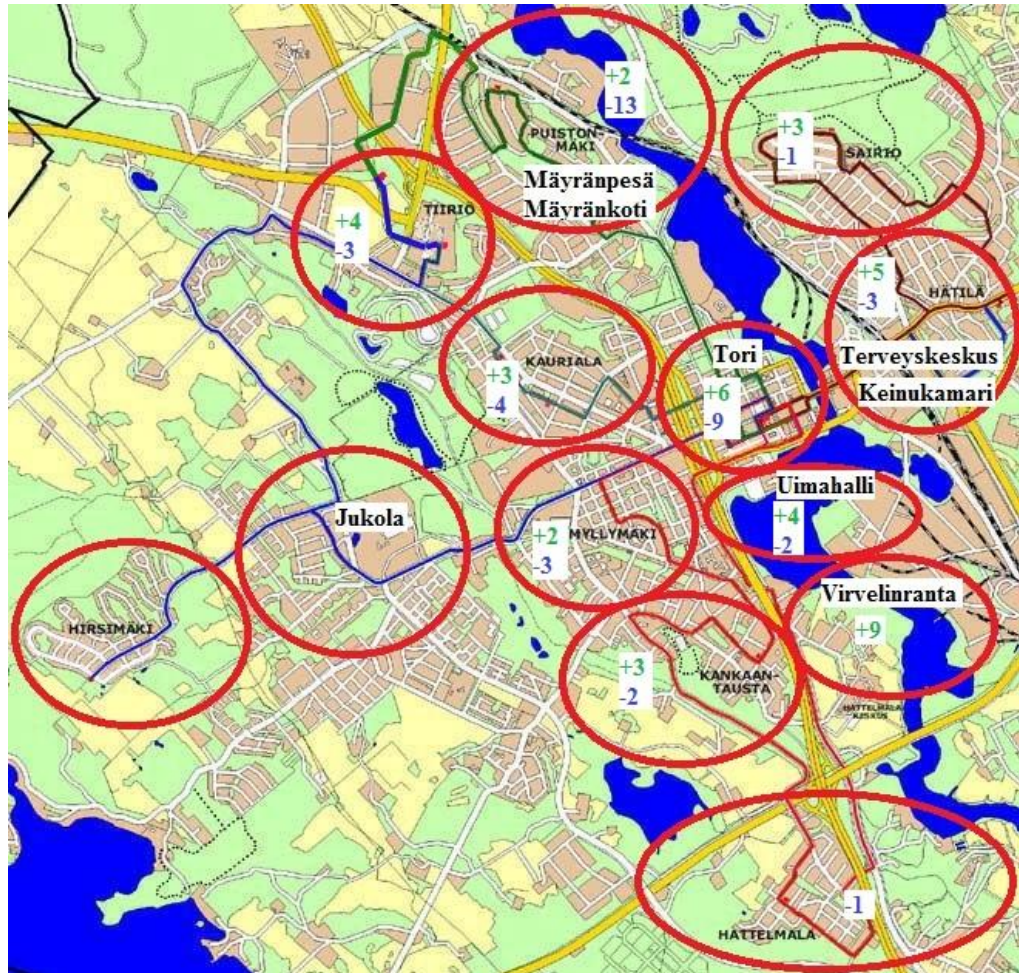 +2
-13
PUISTON-
MÄKI
Mäyränpesä
Mäyränkoti
+3
-1
SAIRIO
TIIRIÖ
+4
-3
+5
-3
HÄTILÄ
Terveyskeskus
Keinukamari
KAURIALA
+3
-4
Tori
+6
-9
Uimahalli
+4
-2
Jukola
MYLLYMÄKI
+2
-3
Virvelinranta
+9
HIRSIMÄKI
+3
-2
KANKAAN-
TAUSTA
HATTELMALA
KESKUS
-1
HATTELMALA